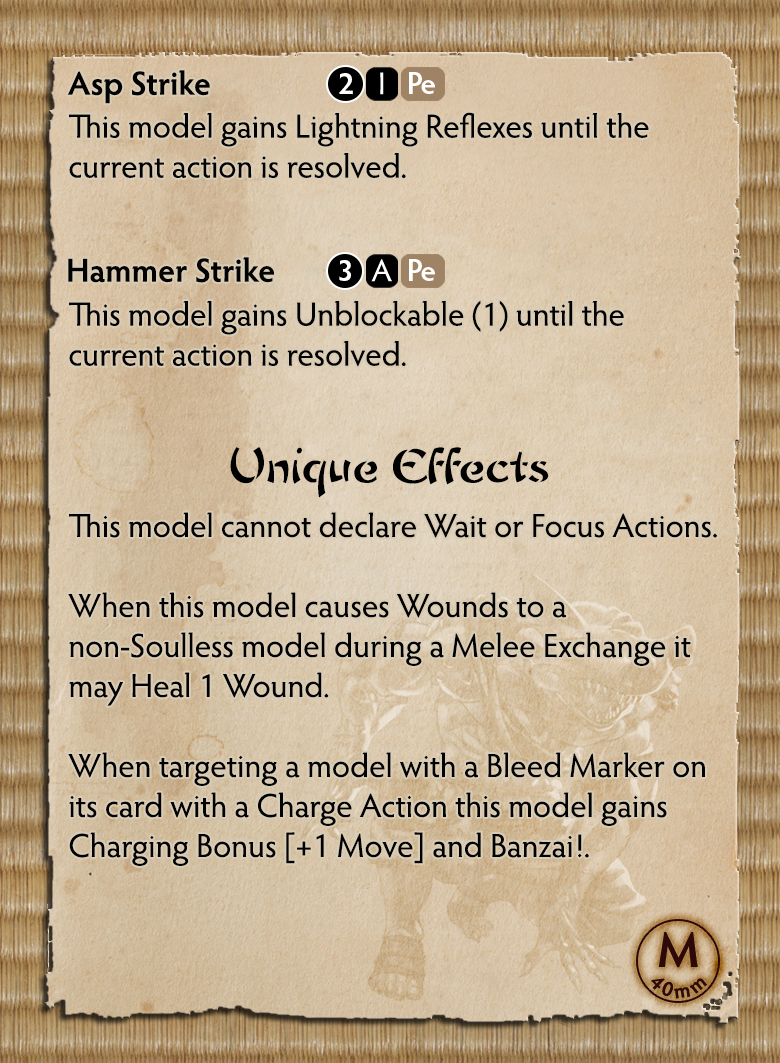 Asp Strike 2 I Pe
This model gains Lightning Reflexes until the
current action is resolved.
Hammer Strike 3 A Pe
This model gains Unblockable (1) until the
current action is resolved.
Unique Effects
This model cannot declare Wait or Focus Actions.
When this model causes Wounds to a
non-Soulless model during a Melee Exchange it
may Heal 1 Wound.
When targeting a model with a Bleed Marker on
its card with a Charge Action this model gains
Charging Bonus [+1 Move] and Banzai!.
M
40mm